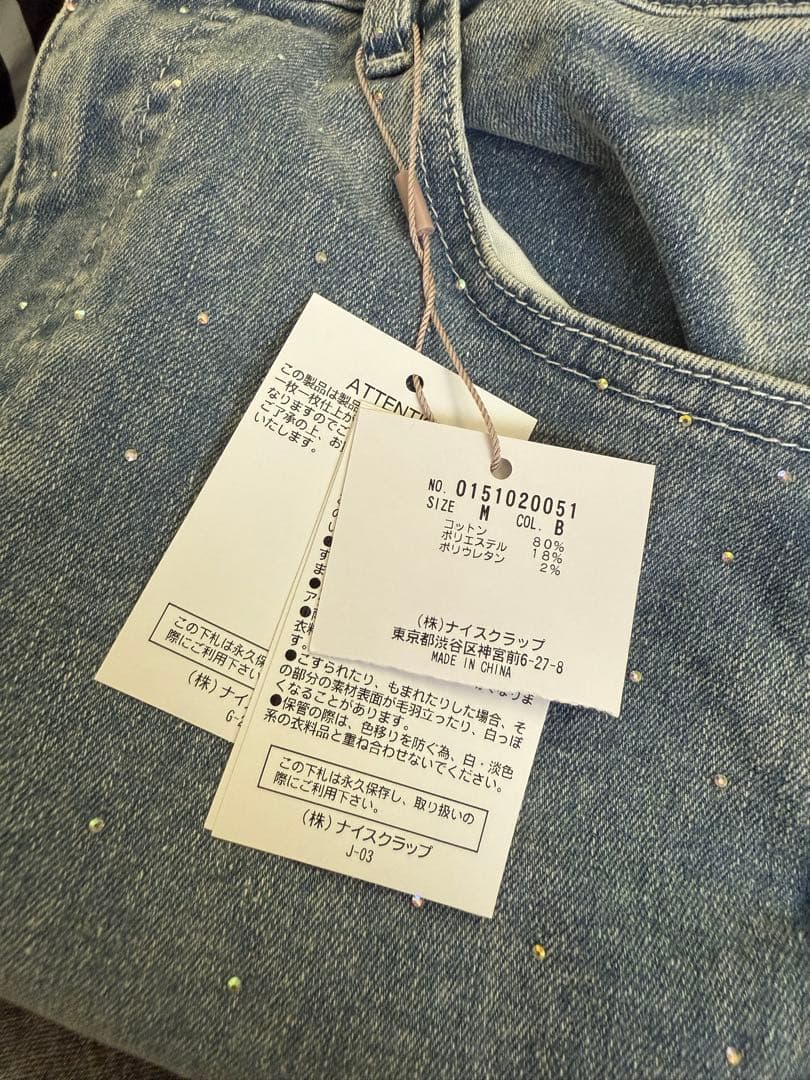 この製品は製品
ATTENTI
一枚一枚仕上が
なりますのでご
ご了承の上、お
いたします。
この下札は永久保
際にご利用下さい
(株)ナイ
NO. 0151020051
SIZE M COL. B
コットン 80%
ポリエステル 18%
ポリウレタン 2%
(株)ナイスクラップ
東京都渋谷区神宮前6-27-8
MADE IN CHINA
●こすられたり、もまれたりした場合、そ
の部分の素材表面が毛羽立ったり、白っぽ
くなることがあります。
●保管の際は、色移りを防ぐ為、白・淡色
系の衣料品と重ね合わせないでください。
この下札は永久保存し、取り扱いの
際にご利用下さい。
(株)ナイスクラップ
J-03